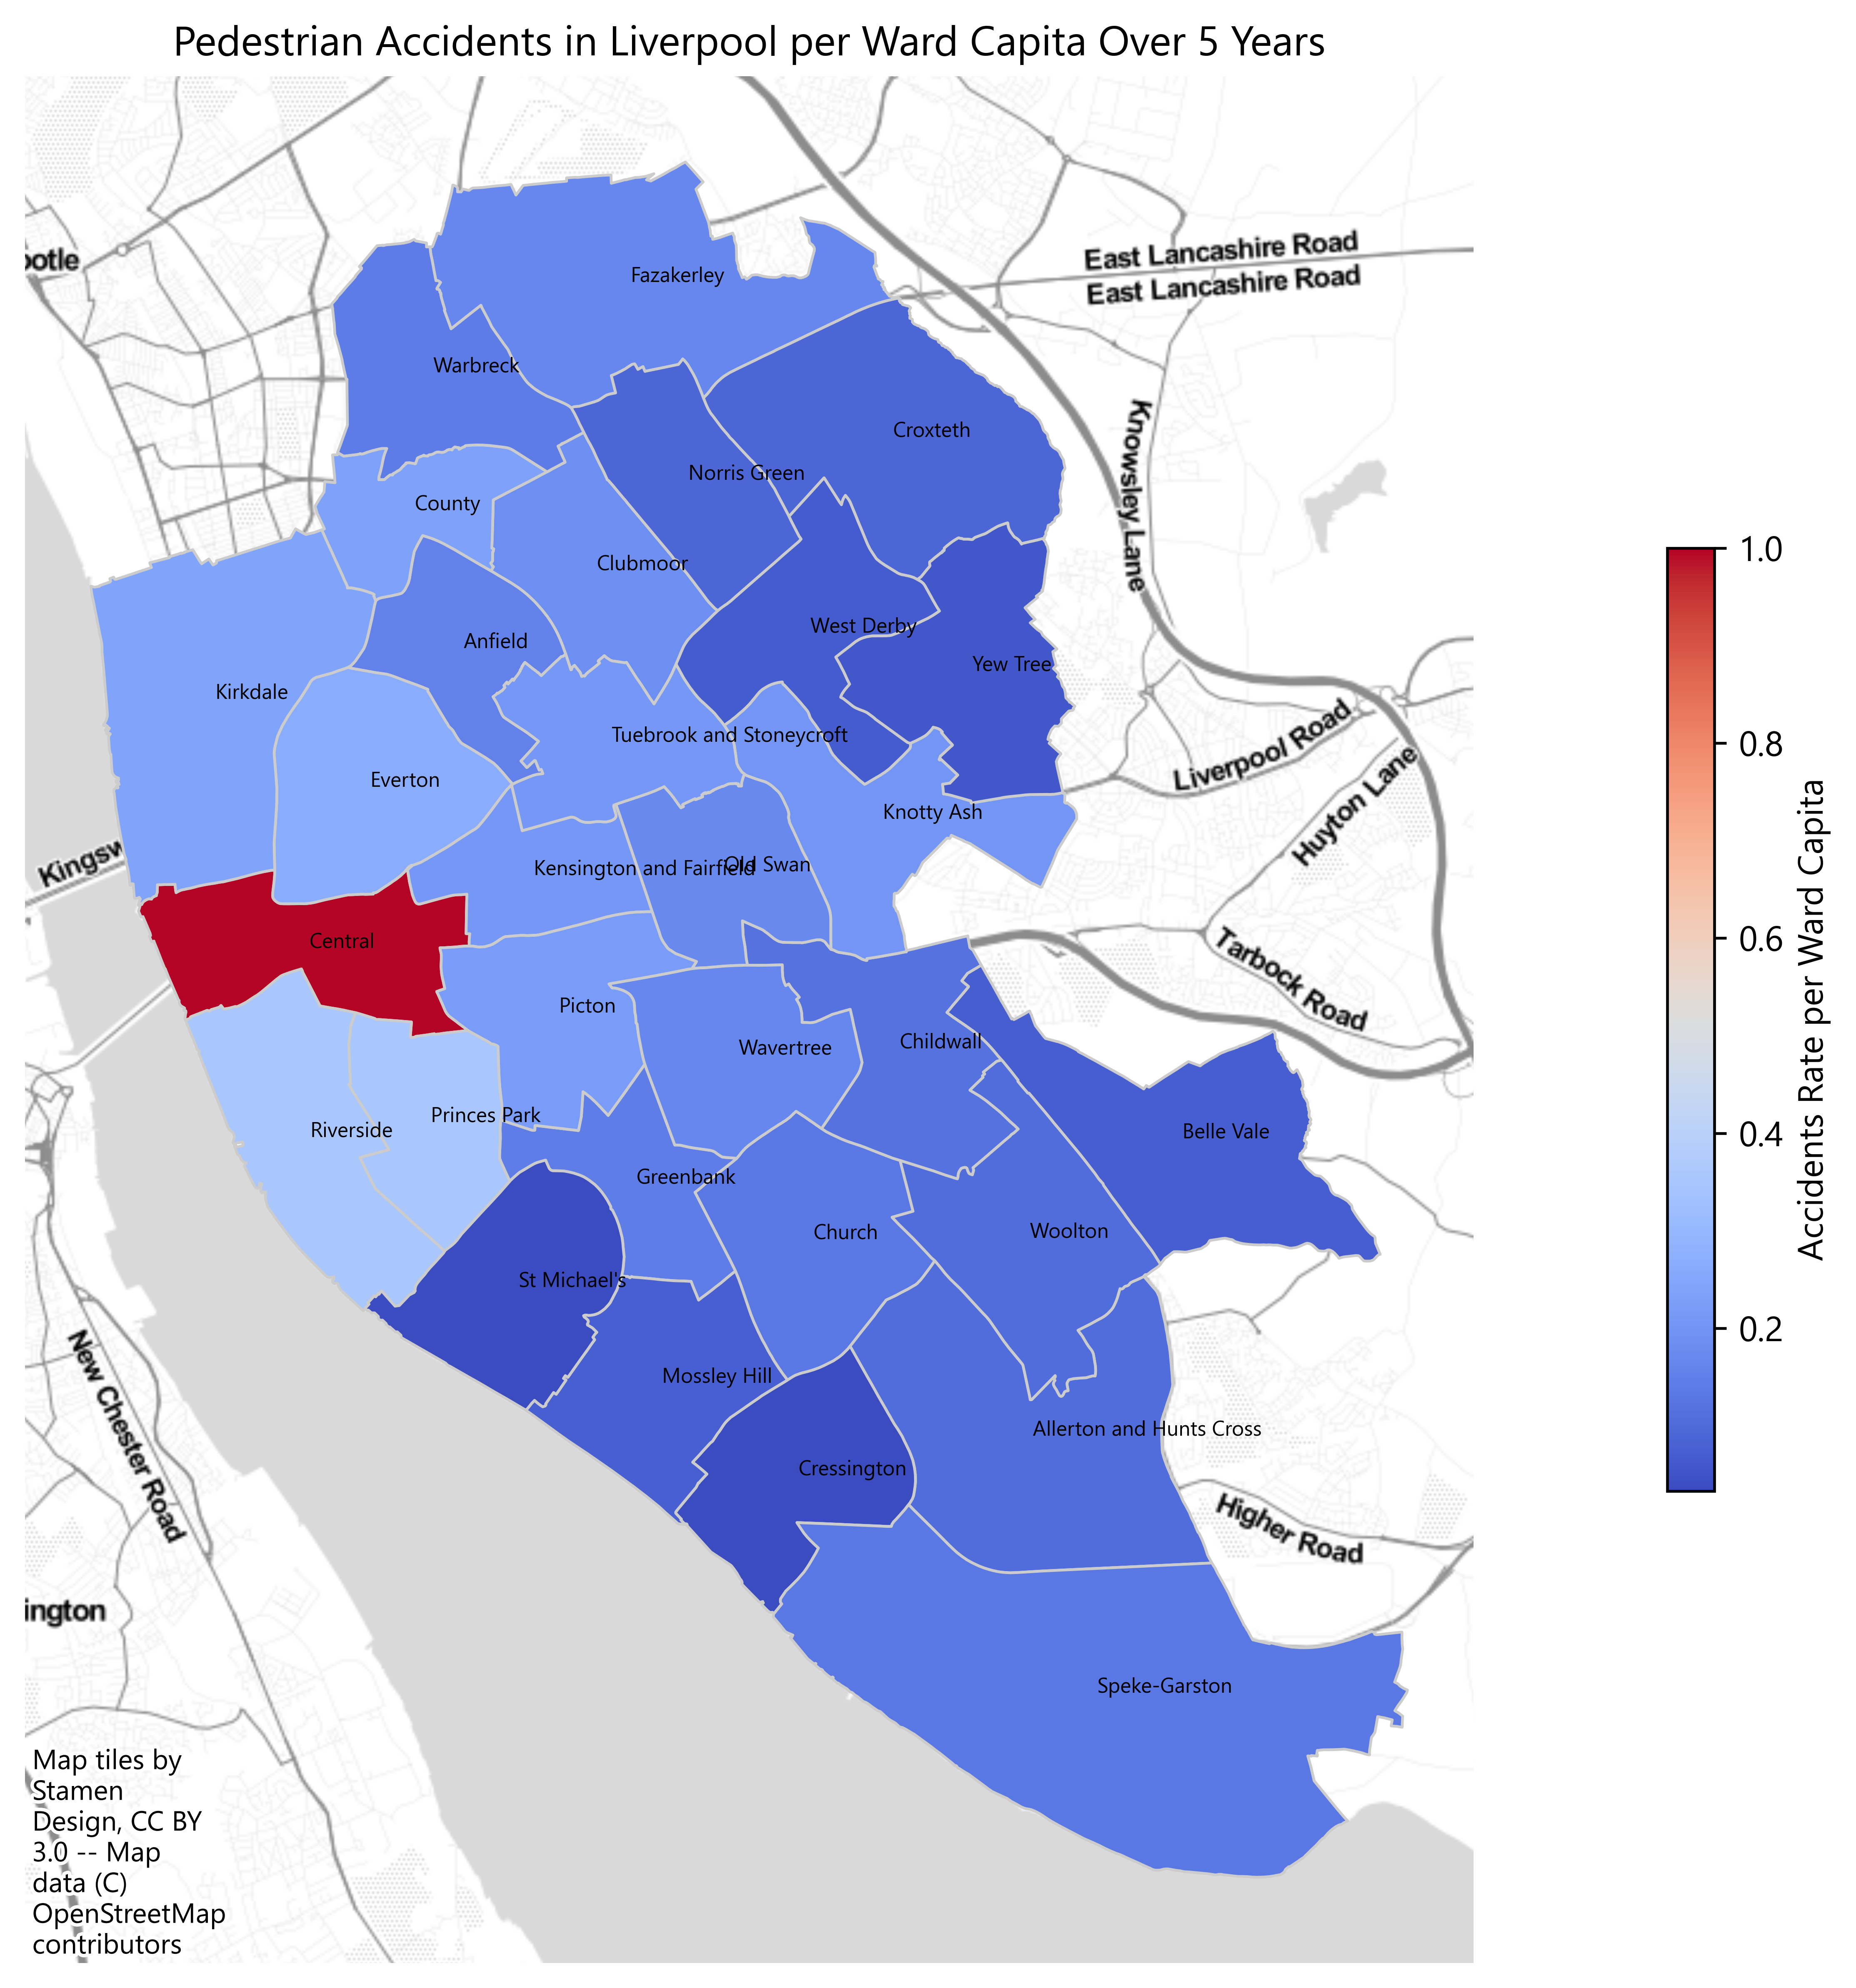 Pedestrian Accidents in Liverpool per Ward Capita Over 5 Years
East Lancashire Road
East Lancashire Road
ootle
Fazakerley
Warbreck
Croxteth
Knowsley Lane
Norris Green
County
Clubmoor
1.0
West Derby
Anfield
Yew Tree
Kirkdale
Tuebrook and Stoneycroft
Liverpool Road
0.8
Everton
Huyton Lane
Knotty Ash
Kingsw
Kensington and Fairfield
Old Swan
Central
0.6
Tarbock Road
Picton
Wavertree
Childwall
Accidents Rate per Ward Capita
Princes Park
Riverside
Belle Vale
0.4
Greenbank
Church
Woolton
St Michael's
0.2
Mossley Hill
New Chester Road
Allerton and Hunts Cross
Cressington
Higher Road
ington
Speke-Garston
Map tiles by
Stamen
Design, CC BY
3.0 -- Map
data (C)
OpenStreetMap
contributors